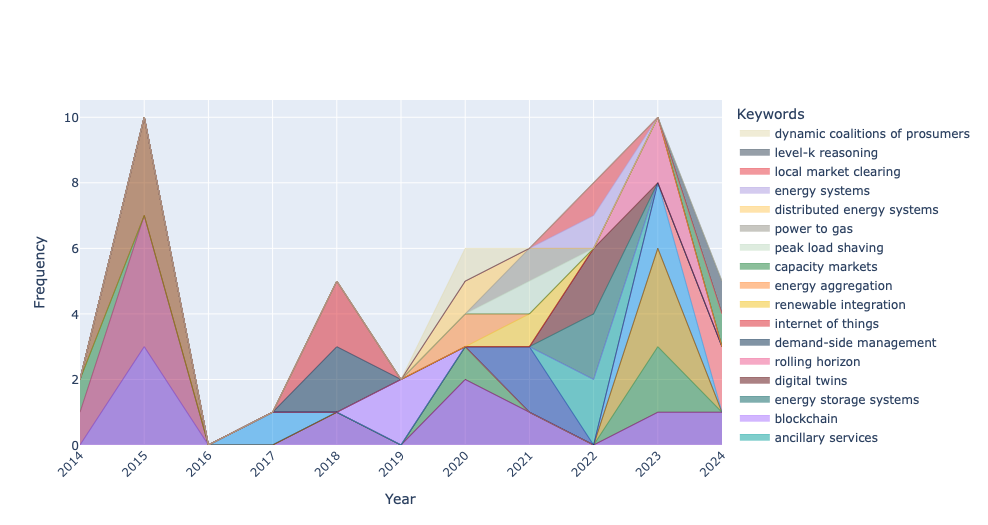 10
8
6
4
2
0
Frequency
2014
2015
2016
2017
2018
2019
2020
2021
2022
2023
2024
Year
Keywords
dynamic coalitions of prosumers
level-k reasoning
local market clearing
energy systems
distributed energy systems
power to gas
peak load shaving
capacity markets
energy aggregation
renewable integration
internet of things
demand-side management
rolling horizon
digital twins
energy storage systems
blockchain
ancillary services